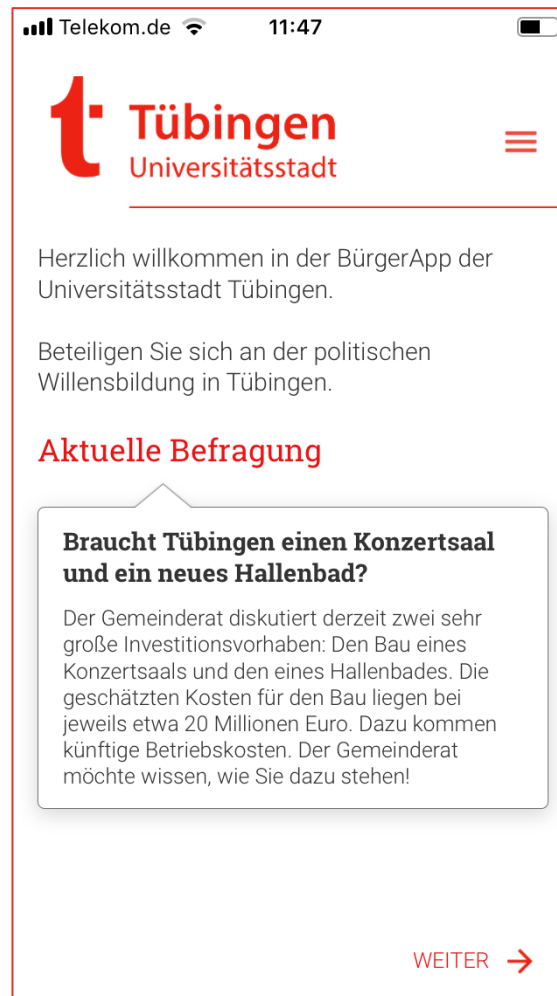 Telekom.de 11:47
Tübingen
Universitätsstadt
Herzlich willkommen in der BürgerApp der
Universitätsstadt Tübingen.
Beteiligen Sie sich an der politischen
Willensbildung in Tübingen.
Aktuelle Befragung
Braucht Tübingen einen Konzertsaal
und ein neues Hallenbad?
Der Gemeinderat diskutiert derzeit zwei sehr
große Investitionsvorhaben: Den Bau eines
Konzertsaals und den eines Hallenbades. Die
geschätzten Kosten für den Bau liegen bei
jeweils etwa 20 Millionen Euro. Dazu kommen
künftige Betriebskosten. Der Gemeinderat
möchte wissen, wie Sie dazu stehen!
WEITER